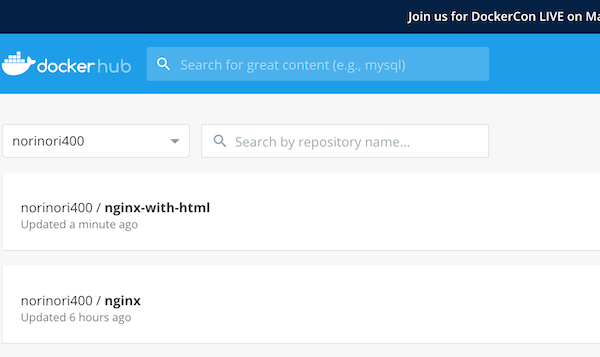 Join us for DockerCon LIVE on Ma
dockerhub
Search for great content (e.g., mysql)
norinori400
Search by repository name...
norinori400 / nginx-with-html
Updated a minute ago
norinori400 / nginx
Updated 6 hours ago